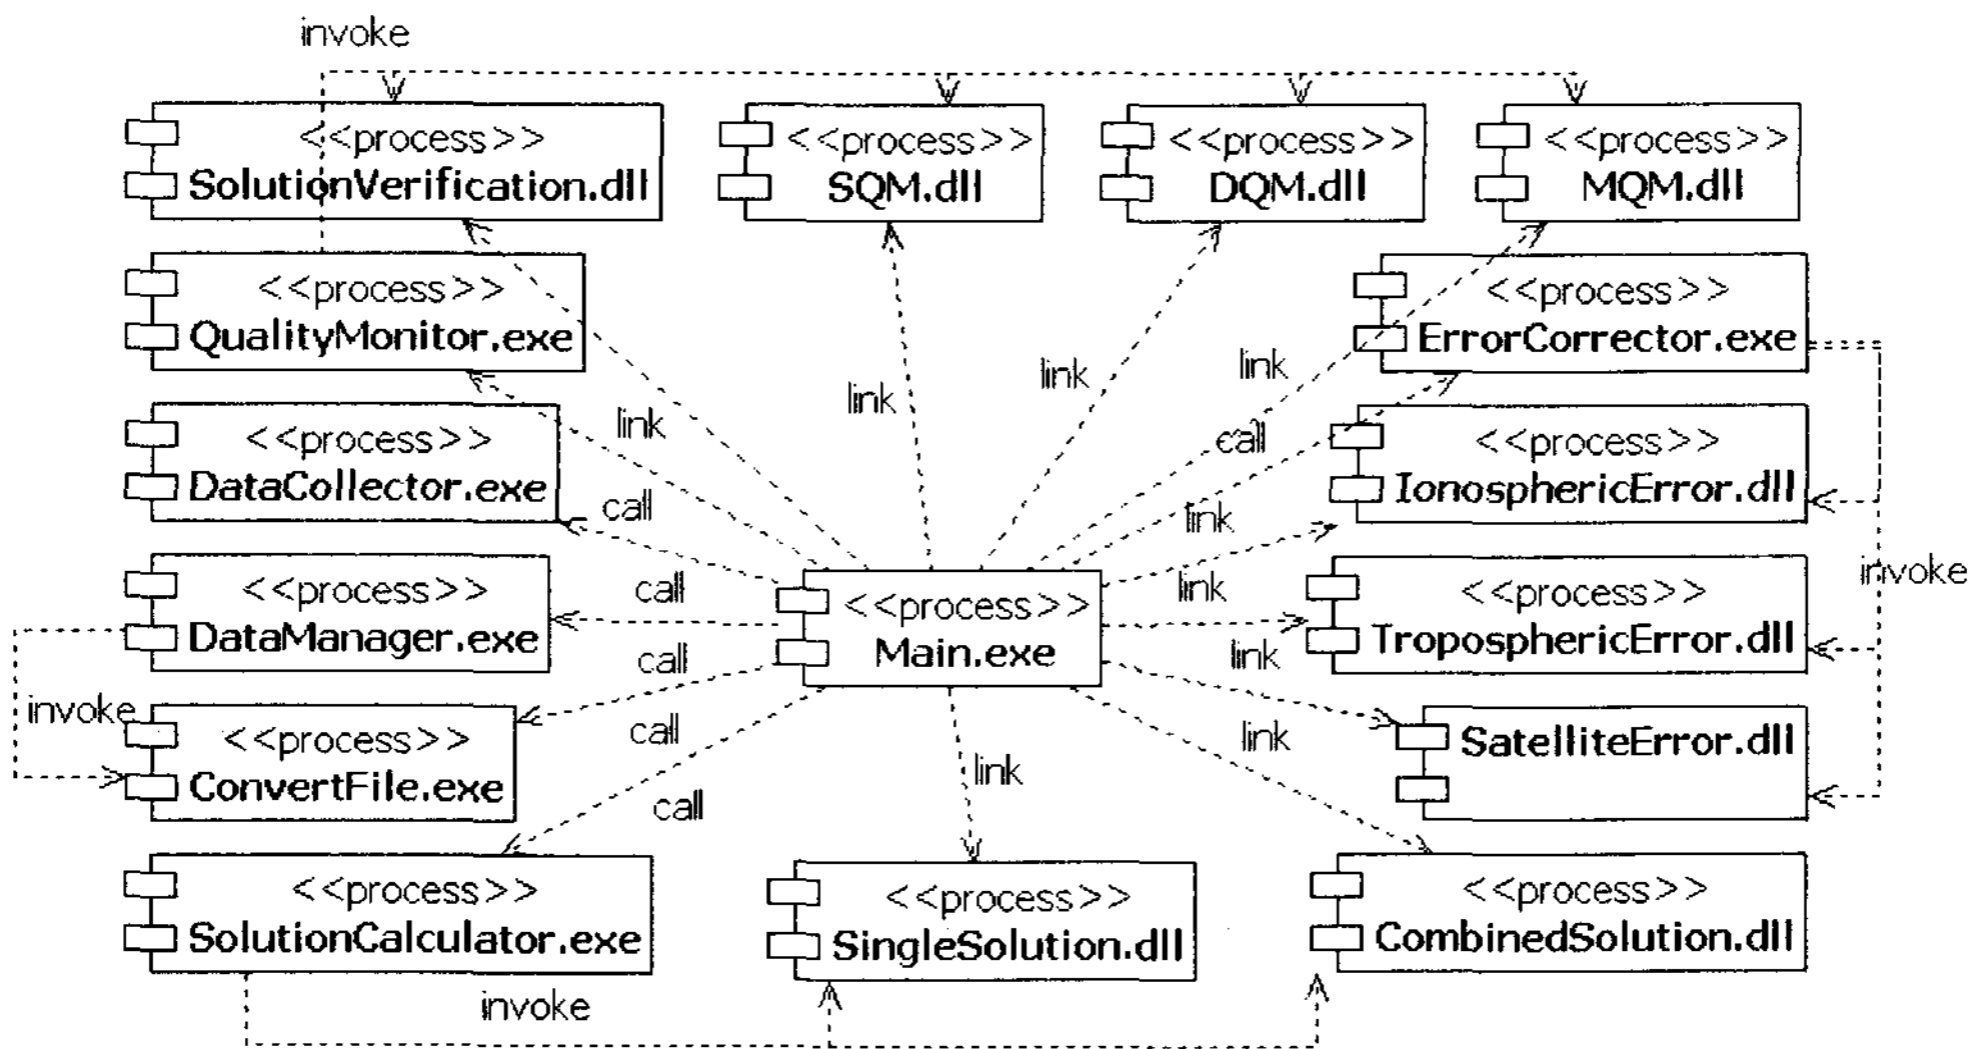 invoke
<<process>>
SolutionVerification.dll
<<process>>
SQM.dll
<<process>>
DQM.dll
<<process>>
MQM.dll
<<process>>
QualityMonitor.exe
<<process>>
ErrorCorrector.exe
link
link
link
link
call
<<process>>
DataCollector.exe
call
<<process>>
IonosphericError.dll
link
<<process>>
DataManager.exe
call
call
<<process>>
Main.exe
link
link
<<process>>
TroposphericError.dll
invoke
invoke
<<process>>
ConvertFile.exe
call
call
link
link
SatelliteError.dll
<<process>>
SolutionCalculator.exe
<<process>>
SingleSolution.dll
<<process>>
CombinedSolution.dll
invoke